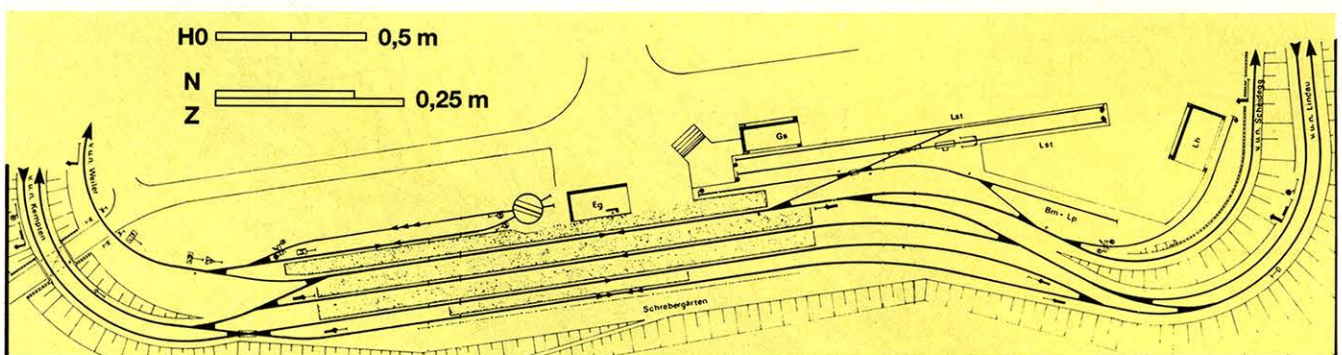 H0 0,5 m
N
Z 0,25 m
v.u.n. Kempten
v.u.n. Weiler
Eg
Gs
Lst
Lst
Bm - Lp
Lh
v.u.n. Scheidegg
v.u.n. Lindau
Schrebergärten